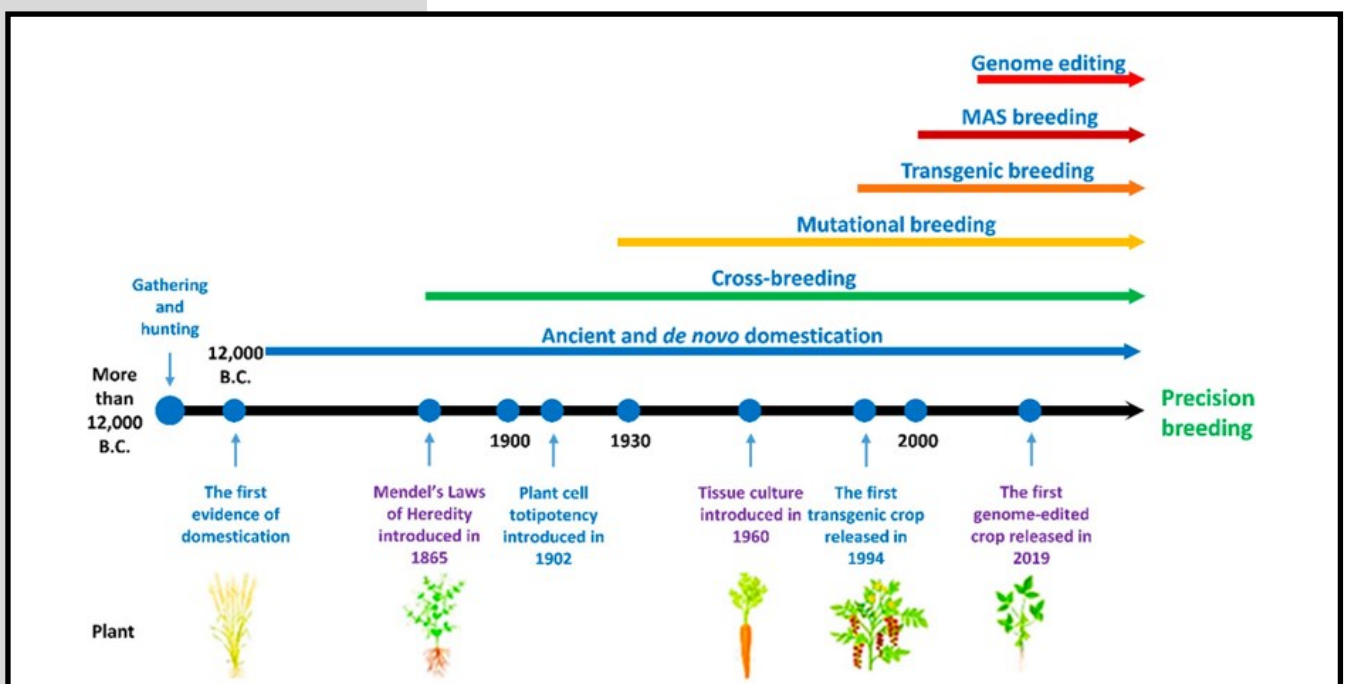 Genome editing
MAS breeding
Transgenic breeding
Mutational breeding
Cross-breeding
Ancient and de novo domestication
Gathering
and
hunting
12,000
B.C.
More
than
12,000
B.C.
1900
1930
2000
Precision
breeding
The first
evidence of
domestication
Mendel's Laws
of Heredity
introduced in
1865
Plant cell
totipotency
introduced in
1902
Tissue culture
introduced in
1960
The first
transgenic crop
released in
1994
The first
genome-edited
crop released in
2019
Plant